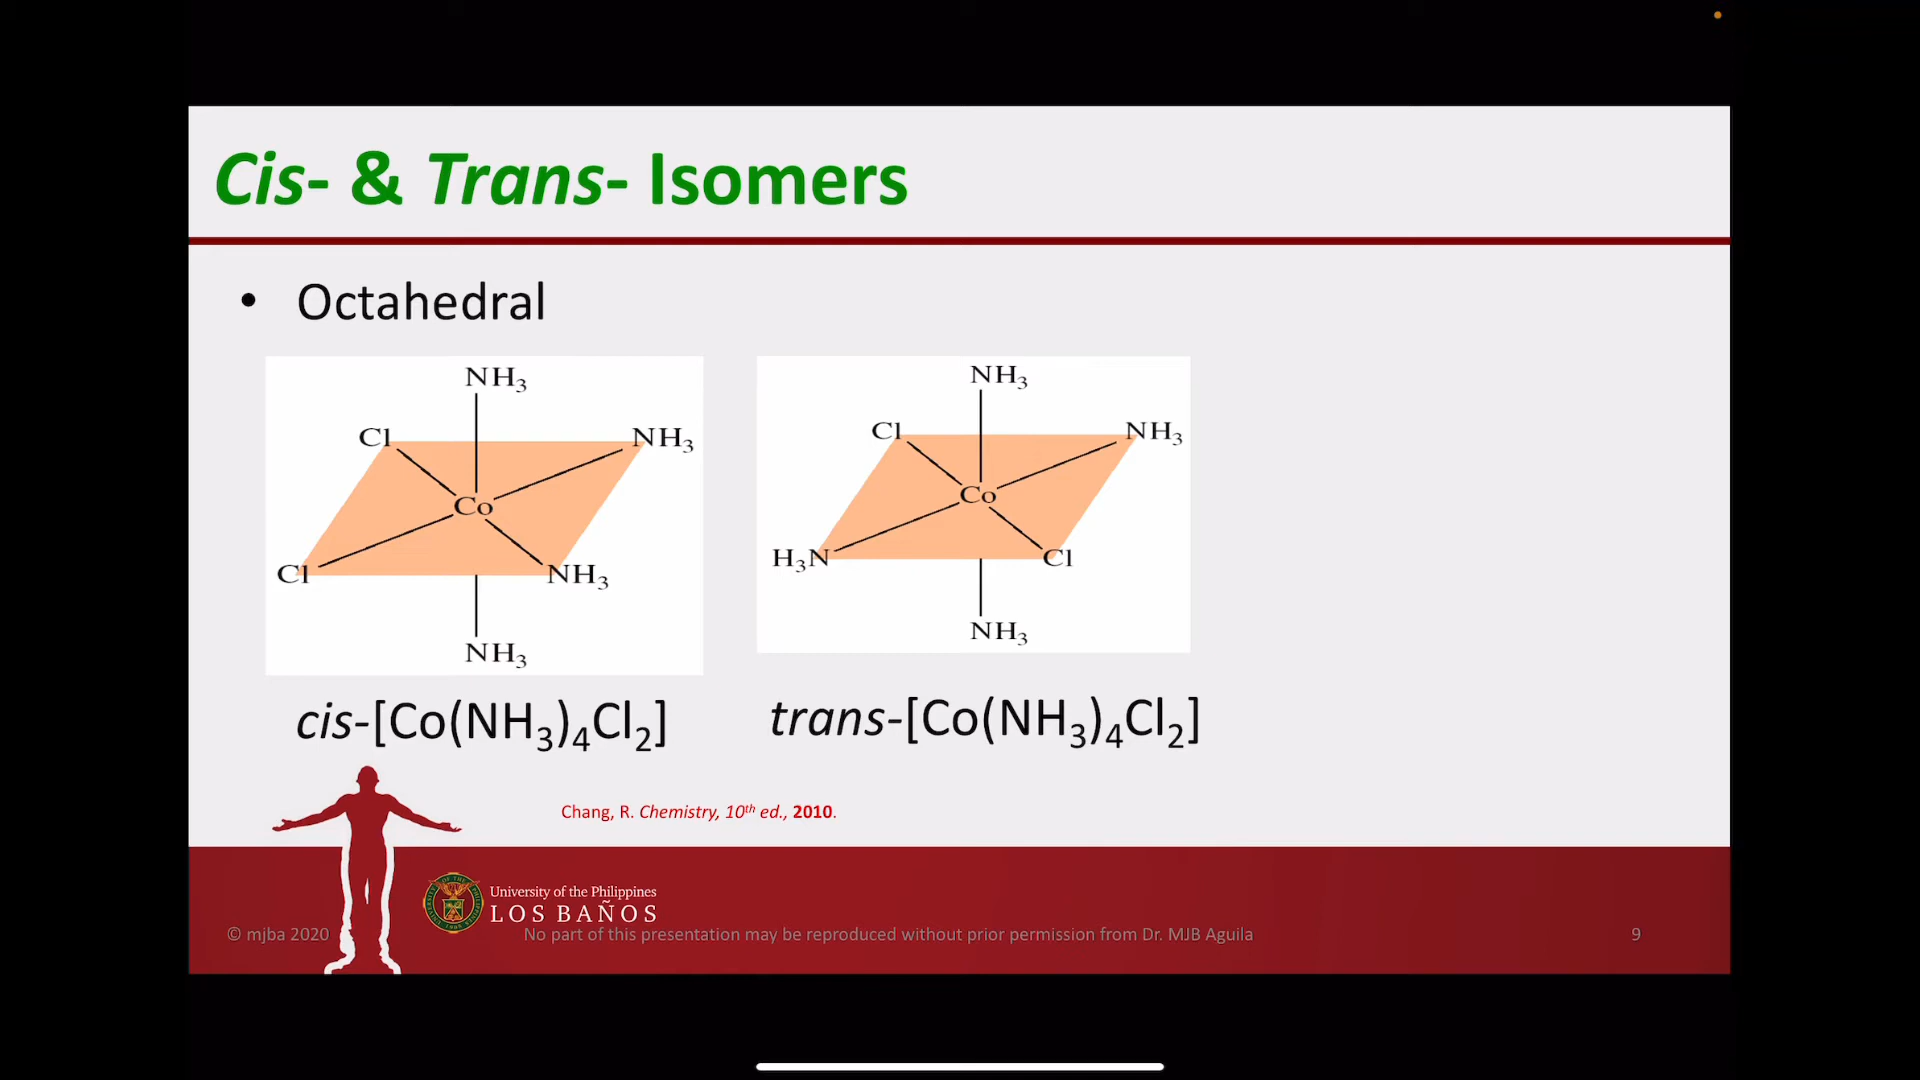 Cis- & Trans- Isomers
• Octahedral
NH₃
Cl NH₃
Co
Cl NH₃
NH₃
NH₃
Cl NH₃
Co
H₃N Cl
NH₃
cis-[Co(NH₃)₄Cl₂]
trans-[Co(NH₃)₄Cl₂]
Chang, R. Chemistry, 10th ed., 2010.
University of the Philippines
LOS BAÑOS
© mjba 2020
No part of this presentation may be reproduced without prior permission from Dr. MJB Aguila
9